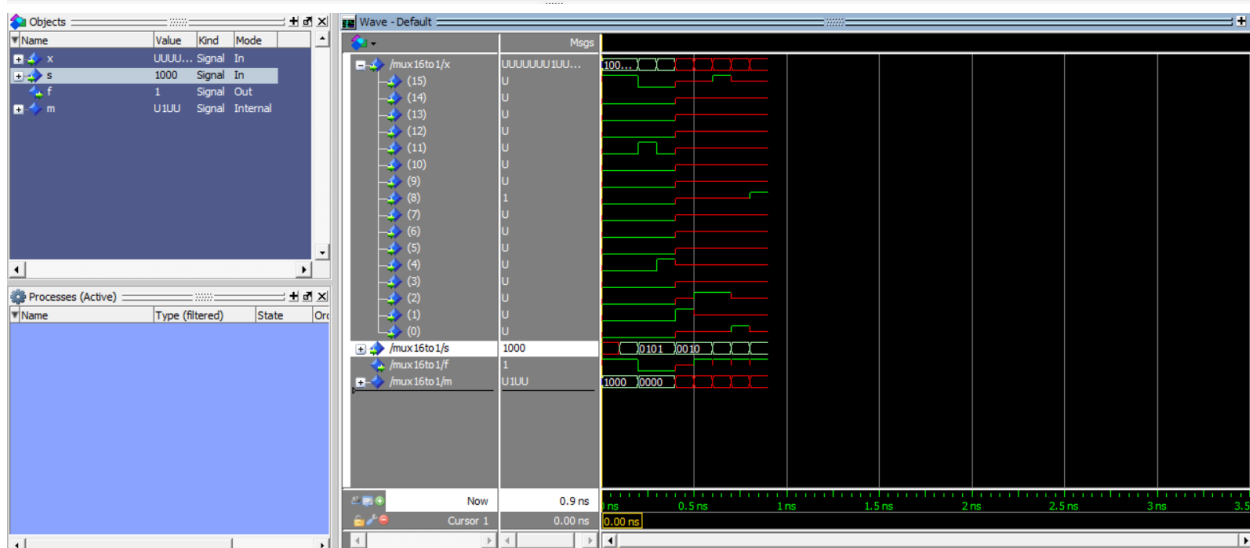 Objects
Name Value Kind Mode
x UUUU... Signal In
s 1000 Signal In
f 1 Signal Out
m U1UU Signal Internal
Processes (Active)
Name Type (filtered) State Ord
Wave - Default
Msgs
/mux16to1/x UUUUUUU1UU... 100...
(15) U
(14) U
(13) U
(12) U
(11) U
(10) U
(9) U
(8) 1
(7) U
(6) U
(5) U
(4) U
(3) U
(2) U
(1) U
(0) U
/mux16to1/s 1000 0101 0010
/mux16to1/f 1
/mux16to1/m U1UU 1000 0000
Now 0.9 ns ns 0.5 ns 1 ns 1.5 ns 2 ns 2.5 ns 3 ns 3.5
Cursor 1 0.00 ns 0.00 ns